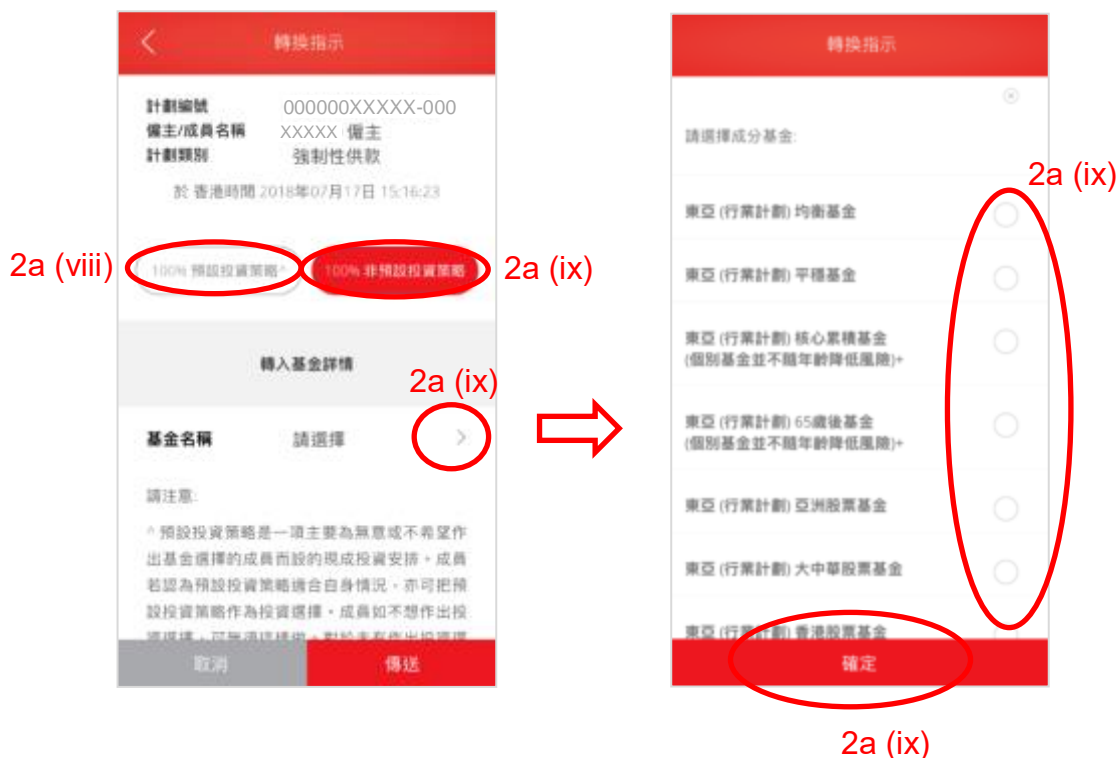 轉換指示
計劃編號 000000XXXXX-000
僱主/成員名稱 XXXXX 僱主
計劃類別 強制性供款
於 香港時間 2018年07月17日 15:16:23
2a (viii)
100% 預設投資策略^
100% 非預設投資策略
2a (ix)
轉入基金詳情
2a (ix)
基金名稱 請選擇
請注意:
^ 預設投資策略是一項主要為無意或不希望作
出基金選擇的成員而設的現成投資安排。成員
若認為預設投資策略適合自身情況,亦可把預
設投資策略作為投資選擇。成員如不想作出投
取消
傳送
轉換指示
請選擇成分基金:
2a (ix)
東亞 (行業計劃) 均衡基金
東亞 (行業計劃) 平穩基金
東亞 (行業計劃) 核心累積基金
(個別基金並不隨年齡降低風險)+
東亞 (行業計劃) 65歲後基金
(個別基金並不隨年齡降低風險)+
東亞 (行業計劃) 亞洲股票基金
東亞 (行業計劃) 大中華股票基金
東亞 (行業計劃) 香港股票基金
確定
2a (ix)